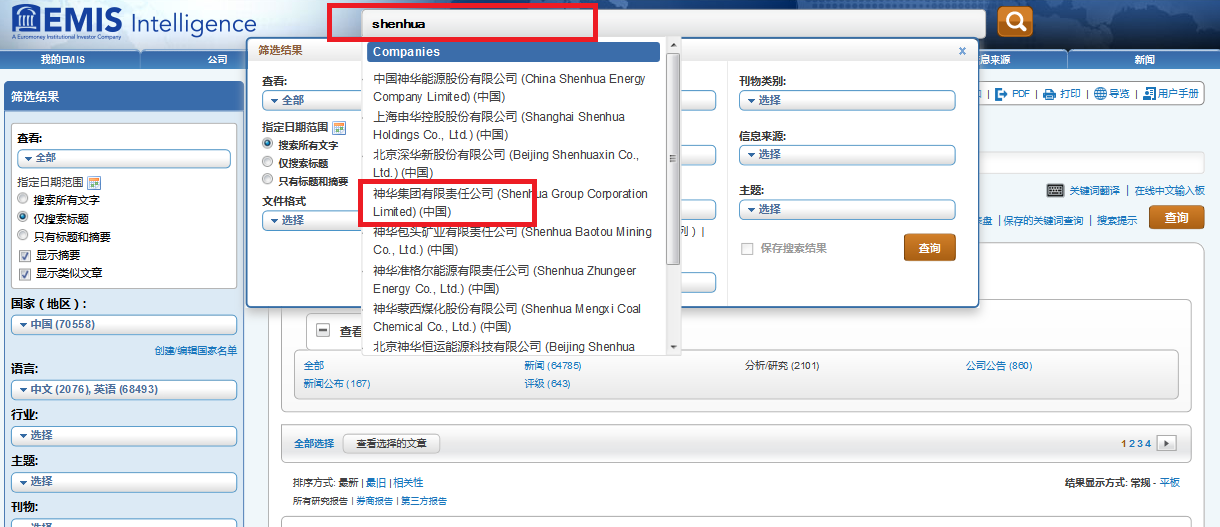 EMIS Intelligence
A Euromoney Institutional Investor Company
shenhua
我的EMIS
公司
息来源
新闻
筛选结果
查看:
全部
指定日期范围
搜索所有文字
仅搜索标题
只有标题和摘要
显示摘要
显示类似文章
国家（地区）:
中国 (70558)
创建/编辑国家名单
语言:
中文 (2076), 英语 (68493)
行业:
选择
主题:
选择
刊物:
筛选结果
x
查看:
全部
指定日期范围
搜索所有文字
仅搜索标题
只有标题和摘要
文件格式
选择
Companies
中国神华能源股份有限公司 (China Shenhua Energy
Company Limited) (中国)
上海申华控股股份有限公司 (Shanghai Shenhua
Holdings Co., Ltd.) (中国)
北京深华新股份有限公司 (Beijing Shenhuaxin Co.,
Ltd.) (中国)
神华集团有限责任公司 (Shenhua Group Corporation
Limited) (中国)
神华包头矿业有限责任公司 (Shenhua Baotou Mining
Co., Ltd.) (中国)
神华准格尔能源有限责任公司 (Shenhua Zhungeer
Energy Co., Ltd.) (中国)
神华蒙西煤化股份有限公司 (Shenhua Mengxi Coal
Chemical Co., Ltd.) (中国)
北京神华恒运能源科技有限公司 (Beijing Shenhua
列) |
刊物类别:
选择
信息来源:
选择
主题:
选择
保存搜索结果
查询
| PDF | 打印 | 导览 | 用户手册
关键词翻译 | 在线中文输入板
盘 | 保存的关键词查询 | 搜索提示
查询
查看
全部
新闻 (64785)
分析/研究 (2101)
公司公告 (860)
新闻公布 (167)
评级 (643)
全部选择
查看选择的文章
1 2 3 4
排序方式: 最新 | 最旧 | 相关性
结果显示方式: 常规 - 平板
所有研究报告 | 券商报告 | 第三方报告